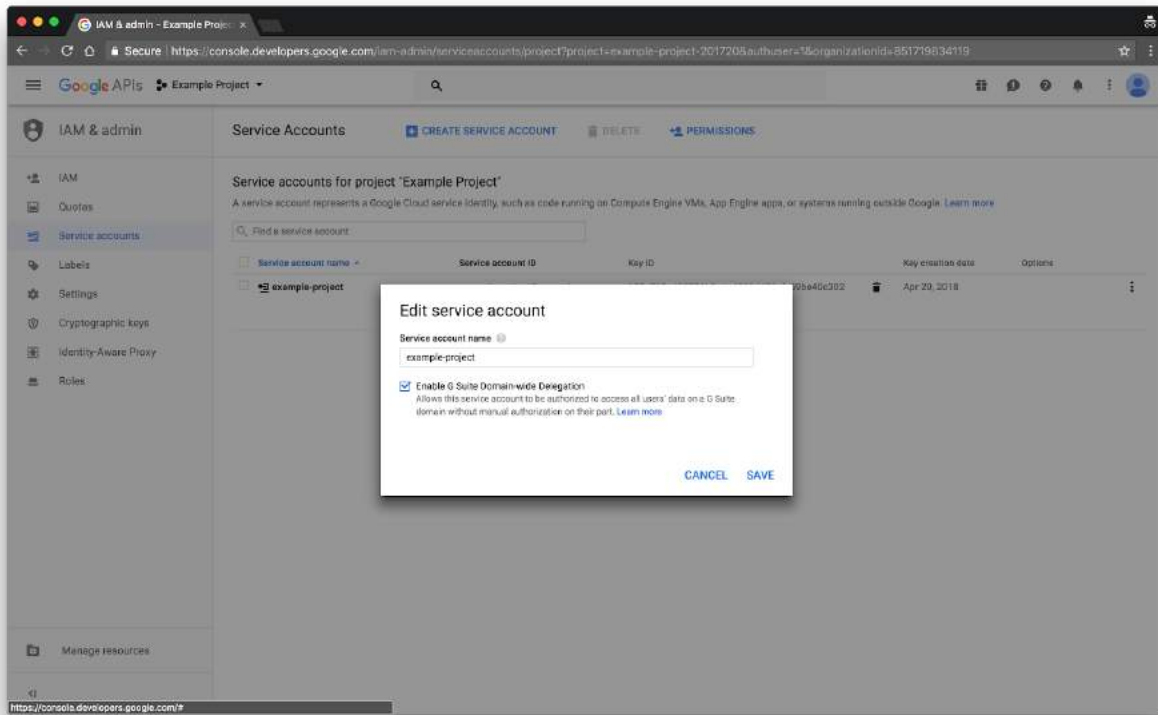 IAM & admin - Example Projec ×
Secure | https://console.developers.google.com/iam-admin/serviceaccounts/project?project=example-project-201720&authuser=1&organizationId=851719834119
Google APIs Example Project
IAM & admin
Service Accounts CREATE SERVICE ACCOUNT DELETE PERMISSIONS
IAM
Quotas
Service accounts
Labels
Settings
Cryptographic keys
Identity-Aware Proxy
Roles
Manage resources
Service accounts for project "Example Project"
A service account represents a Google Cloud service identity, such as code running on Compute Engine VMs, App Engine apps, or systems running outside Google. Learn more
Find a service account
Service account name Service account ID Key ID Key creation date Options
example-project Apr 29, 2018
Edit service account
Service account name
example-project
Enable G Suite Domain-wide Delegation
Allows this service account to be authorized to access all users' data on a G Suite
domain without manual authorization on their part. Learn more
CANCEL SAVE
https://console.developers.google.com/#